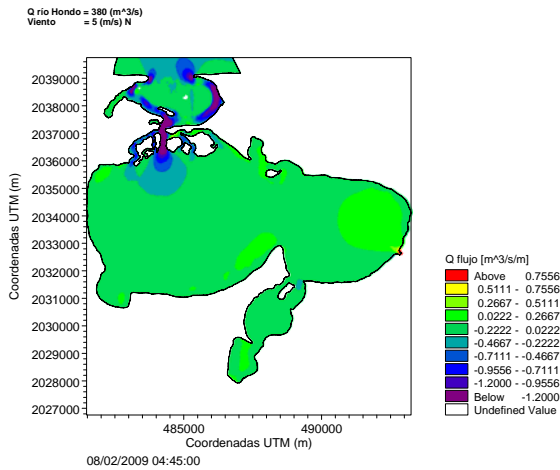 Q río Hondo = 380 (m^3/s)
Viento = 5 (m/s) N
2039000
2038000
2037000
2036000
2035000
2034000
2033000
2032000
2031000
2030000
2029000
2028000
2027000
Coordenadas UTM (m)
485000 490000
Coordenadas UTM (m)
08/02/2009 04:45:00
Q flujo [m^3/s/m]
Above 0.7556
0.5111 - 0.7556
0.2667 - 0.5111
0.0222 - 0.2667
-0.2222 - 0.0222
-0.4667 - -0.2222
-0.7111 - -0.4667
-0.9556 - -0.7111
-1.2000 - -0.9556
Below -1.2000
Undefined Value